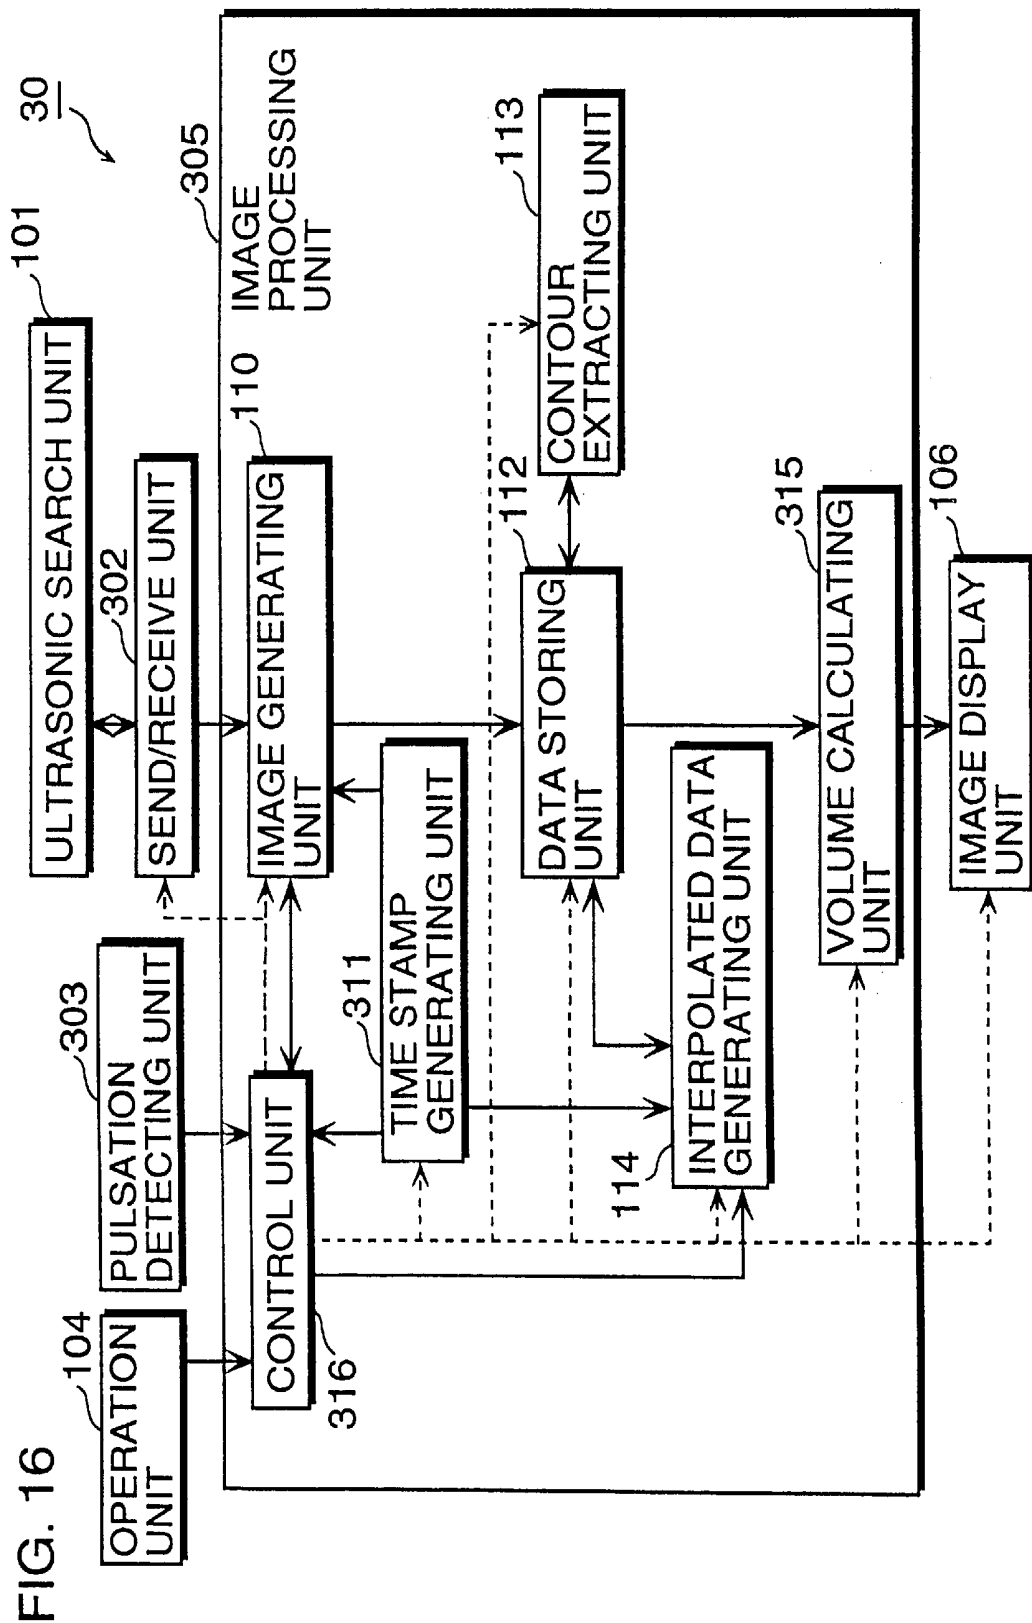 FIG. 16
30
104
OPERATION
UNIT
303
PULSATION
DETECTING UNIT
101
ULTRASONIC SEARCH UNIT
302
SEND/RECEIVE UNIT
305
IMAGE
PROCESSING
UNIT
316
CONTROL UNIT
110
IMAGE GENERATING
UNIT
311
TIME STAMP
GENERATING UNIT
112
DATA STORING
UNIT
113
CONTOUR
EXTRACTING UNIT
114
INTERPOLATED DATA
GENERATING UNIT
315
VOLUME CALCULATING
UNIT
106
IMAGE DISPLAY
UNIT